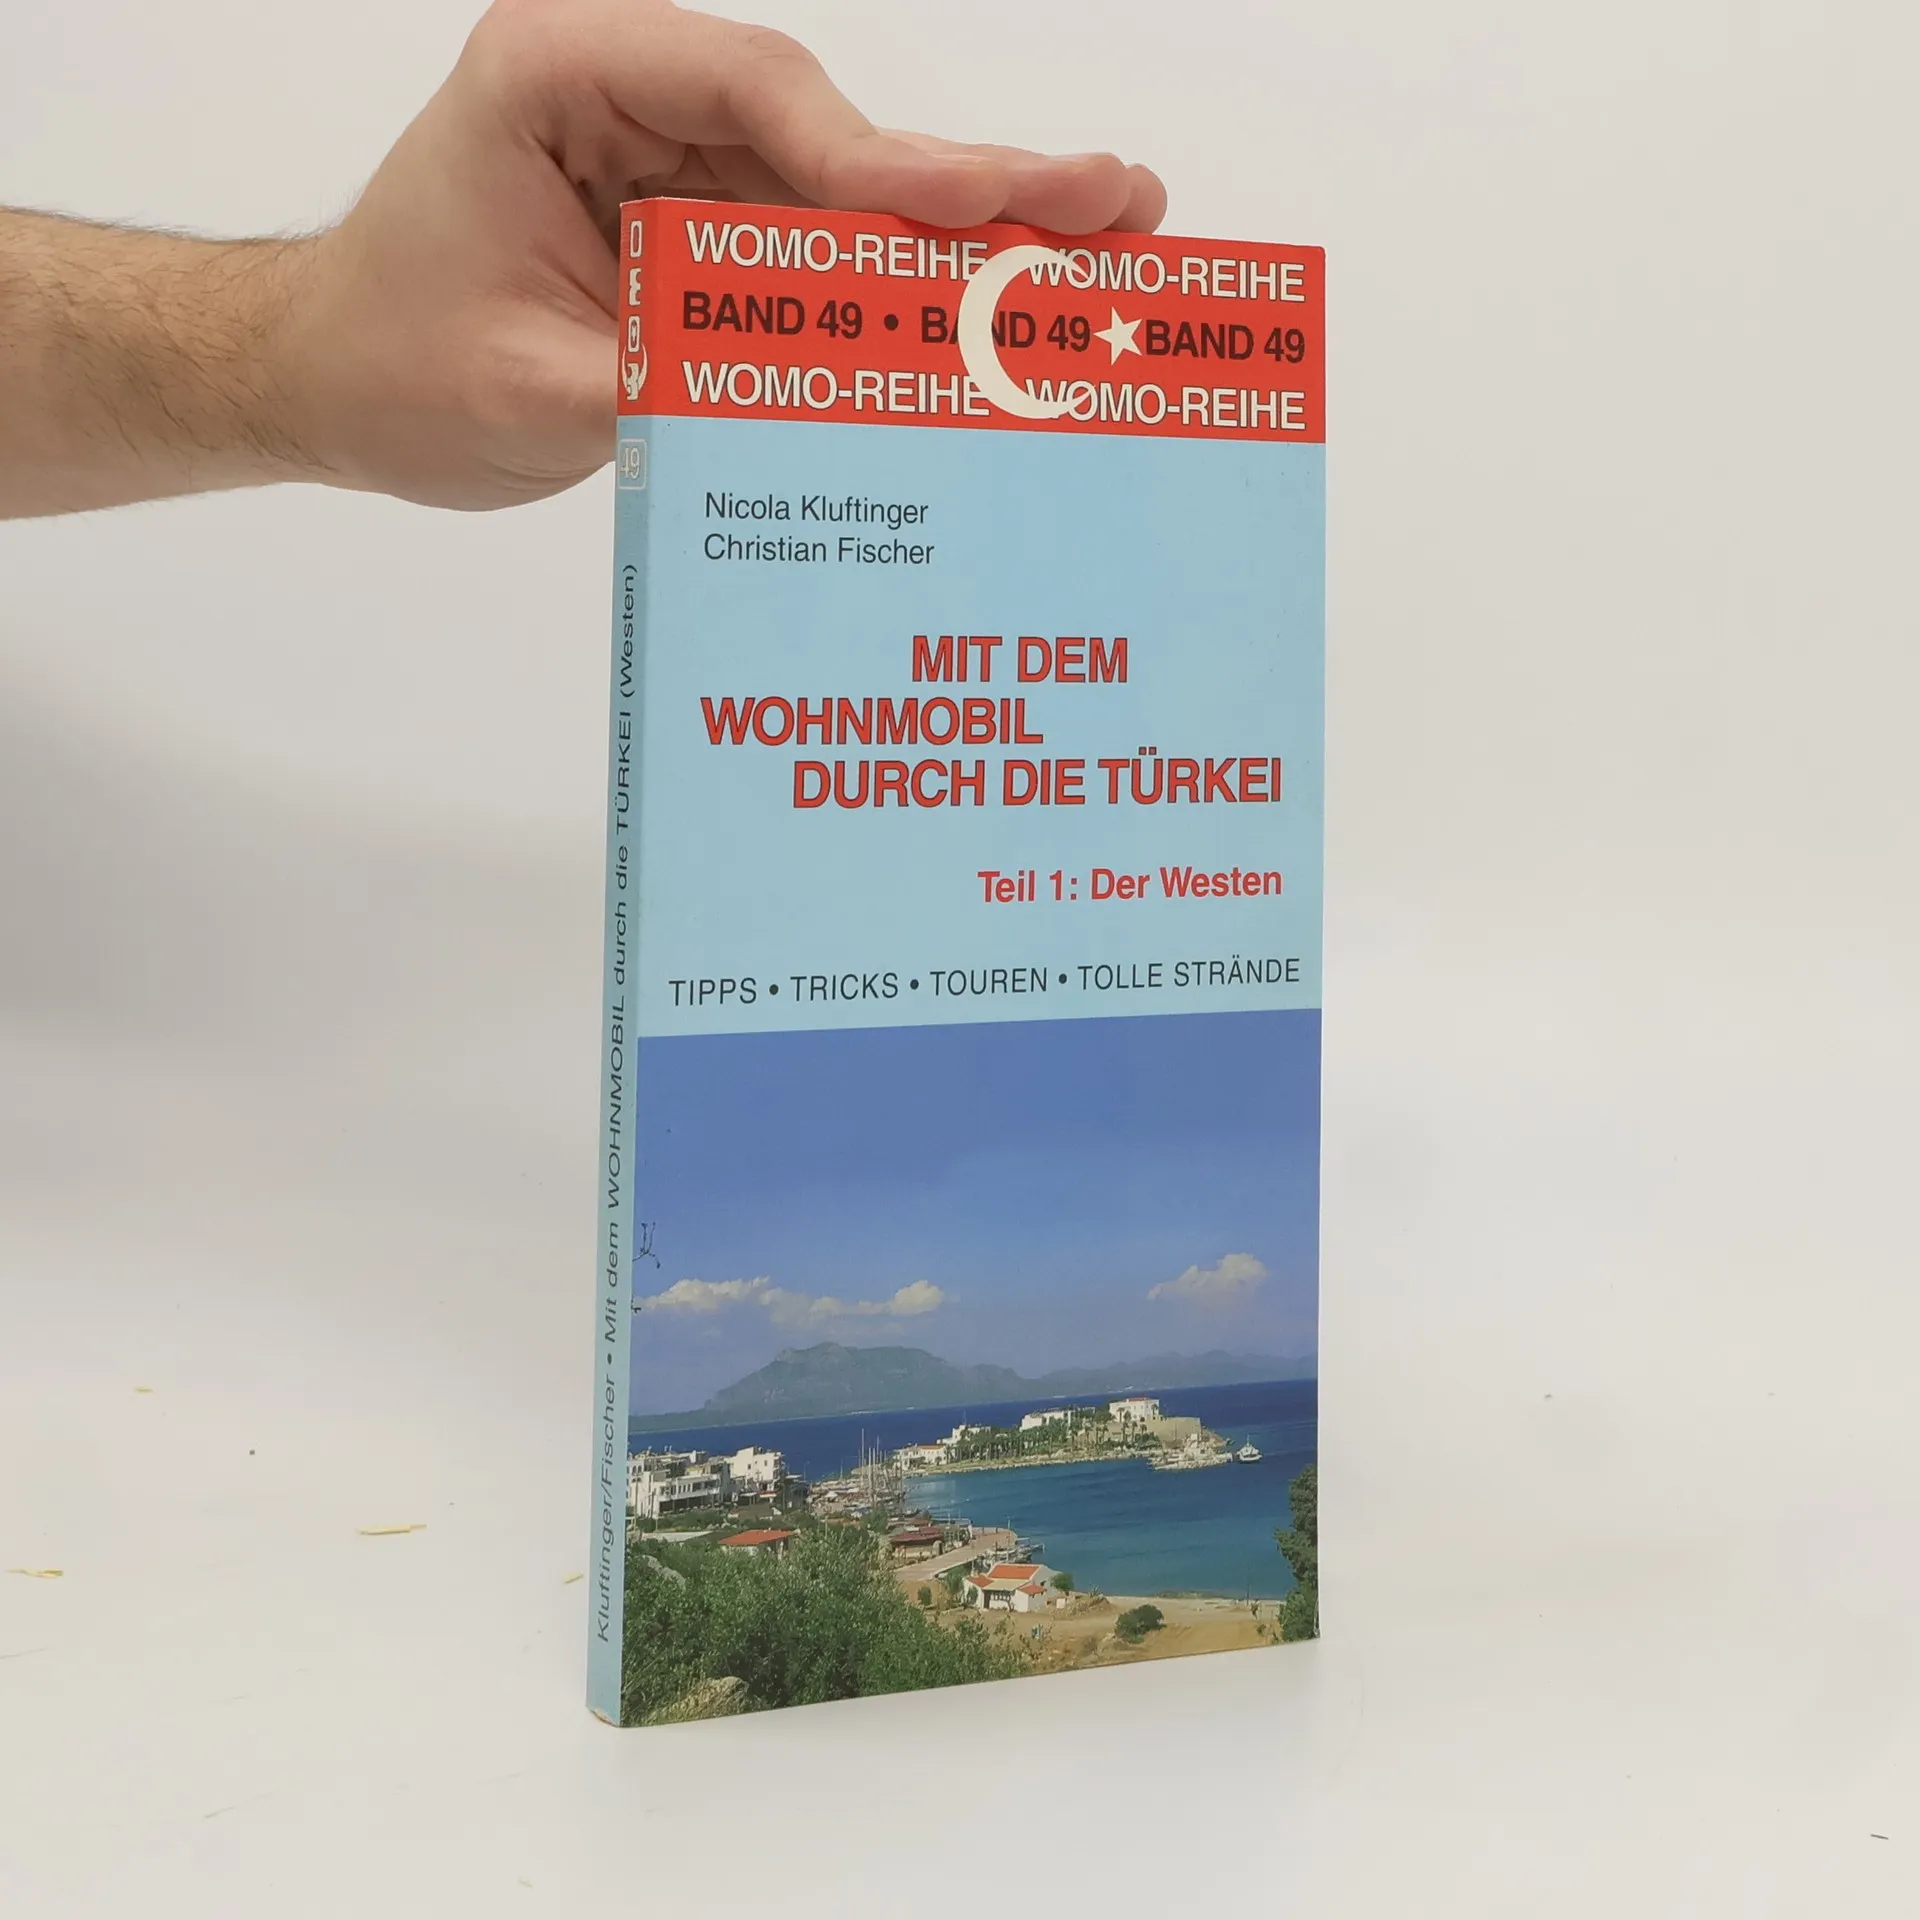 WOMO-REIHE WOMO-REIHE
BAND 49 • BAND 49 BAND 49
WOMO-REIHE WOMO-REIHE
Nicola Kluftinger
Christian Fischer
MIT DEM
WOHNMOBIL
DURCH DIE TÜRKEI
Teil 1: Der Westen
TIPPS • TRICKS • TOUREN • TOLLE STRÄNDE
womo
49
Kluftinger/Fischer • Mit dem WOHNMOBIL durch die TÜRKEI (Westen)